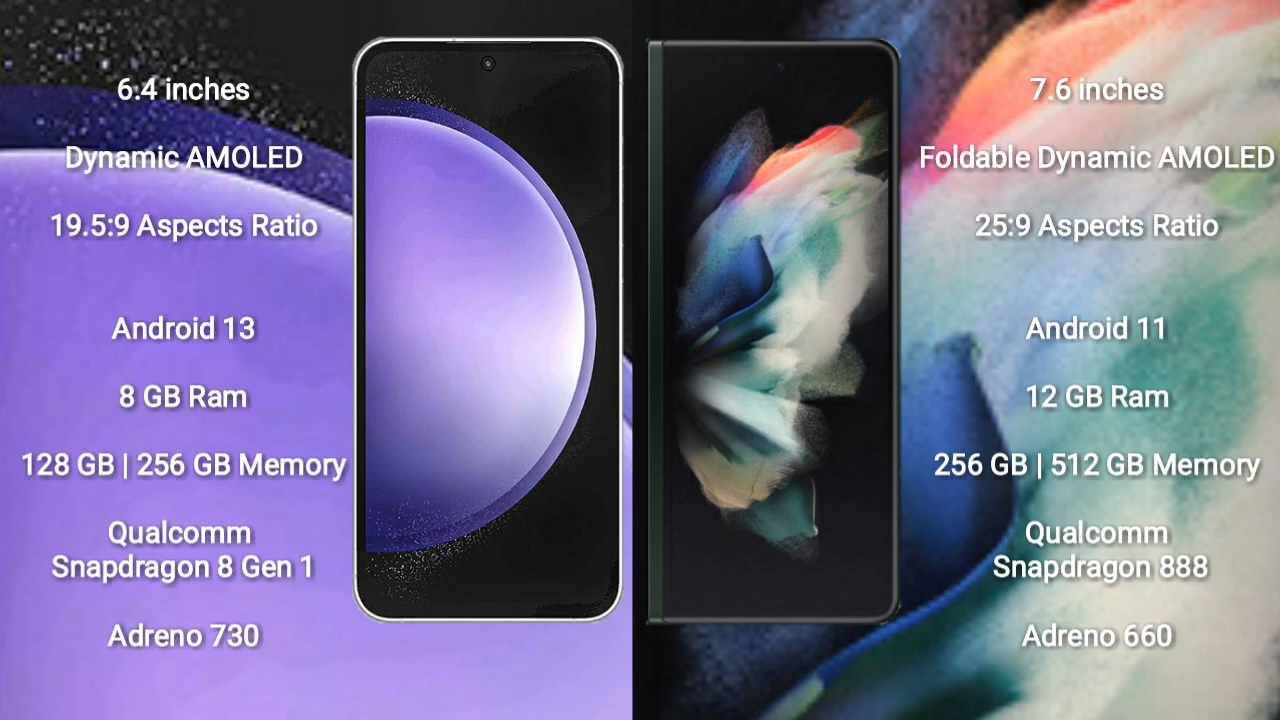 6.4 inches
Dynamic AMOLED
19.5:9 Aspects Ratio
Android 13
8 GB Ram
128 GB | 256 GB Memory
Qualcomm
Snapdragon 8 Gen 1
Adreno 730
7.6 inches
Foldable Dynamic AMOLED
25:9 Aspects Ratio
Android 11
12 GB Ram
256 GB | 512 GB Memory
Qualcomm
Snapdragon 888
Adreno 660